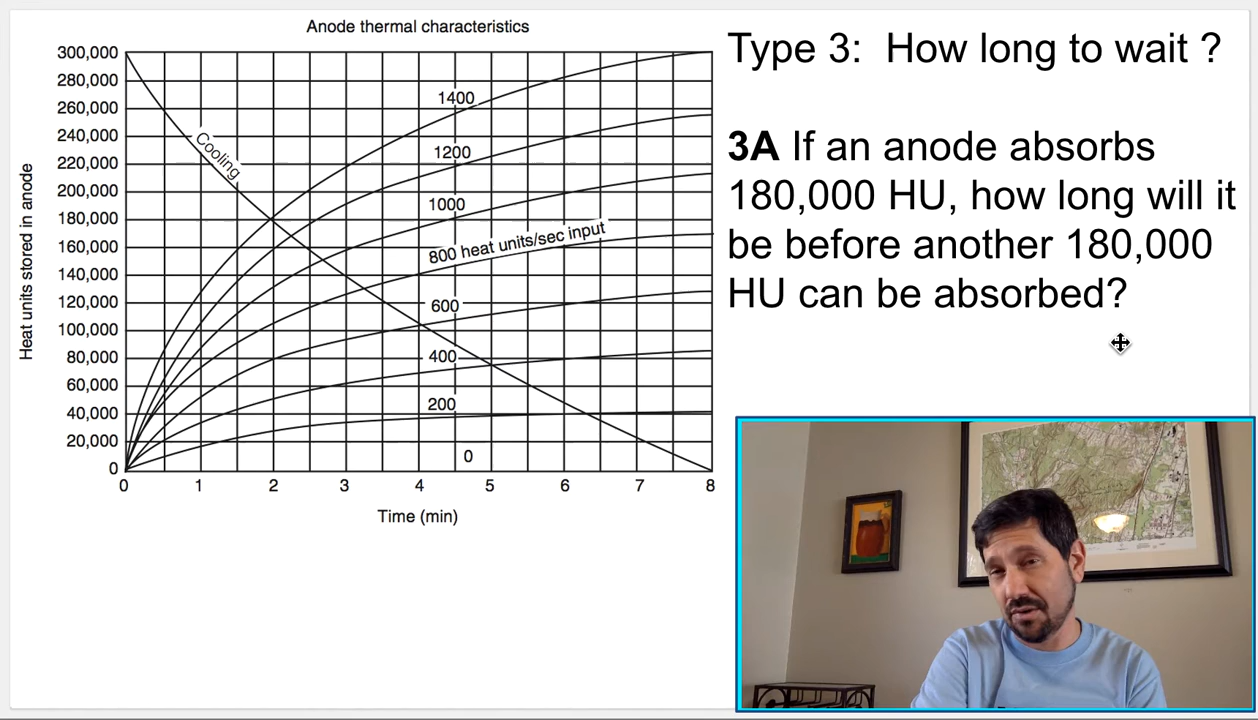 Anode thermal characteristics
300,000
280,000
260,000
240,000
220,000
200,000
180,000
160,000
140,000
120,000
100,000
80,000
60,000
40,000
20,000
0
Heat units stored in anode
Cooling
1400
1200
1000
800 heat units/sec input
600
400
200
0
0 1 2 3 4 5 6 7 8
Time (min)
Type 3: How long to wait ?
3A If an anode absorbs
180,000 HU, how long will it
be before another 180,000
HU can be absorbed?